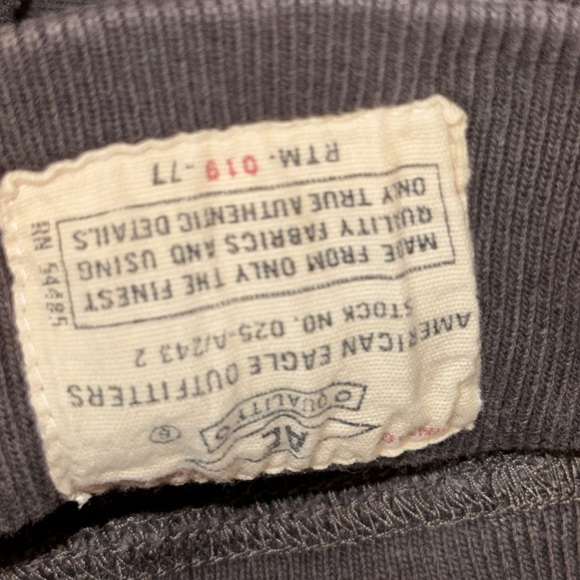 AE
QUALITY
AMERICAN EAGLE OUTFITTERS
STOCK NO. 025-A/243 2
MADE FROM ONLY THE FINEST
QUALITY FABRICS AND USING
ONLY TRUE AUTHENTIC DETAILS
RTM-019-77
RN 54485